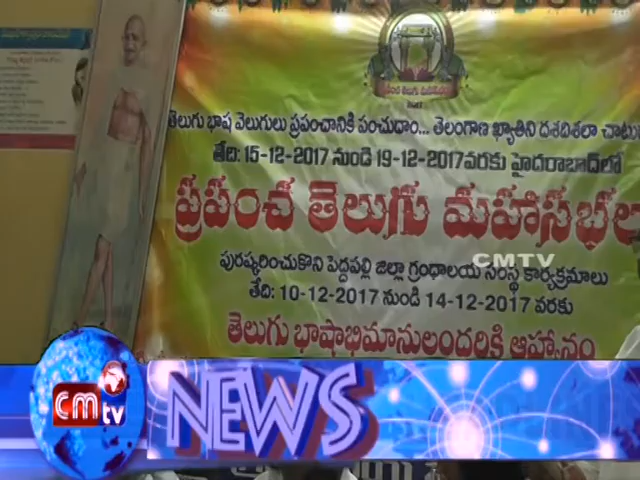 తెలుగు భాష వెలుగులు ప్రపంచానికి పంచుదాం... తెలంగాణ ఖ్యాతిని దశదిశలా చాటు
తేది: 15-12-2017 నుండి 19-12-2017వరకు హైదరాబాద్‌లో
ప్రపంచ తెలుగు మహాసభల
CMTV
పురష్కరించుకొని పెద్దపల్లి జిల్లా గ్రంధాలయ సంస్థ కార్యక్రమాలు
తేది: 10-12-2017 నుండి 14-12-2017 వరకు
తెలుగు భాషాభిమానులందరికి ఆహ్వానం
cm tv
NEWS